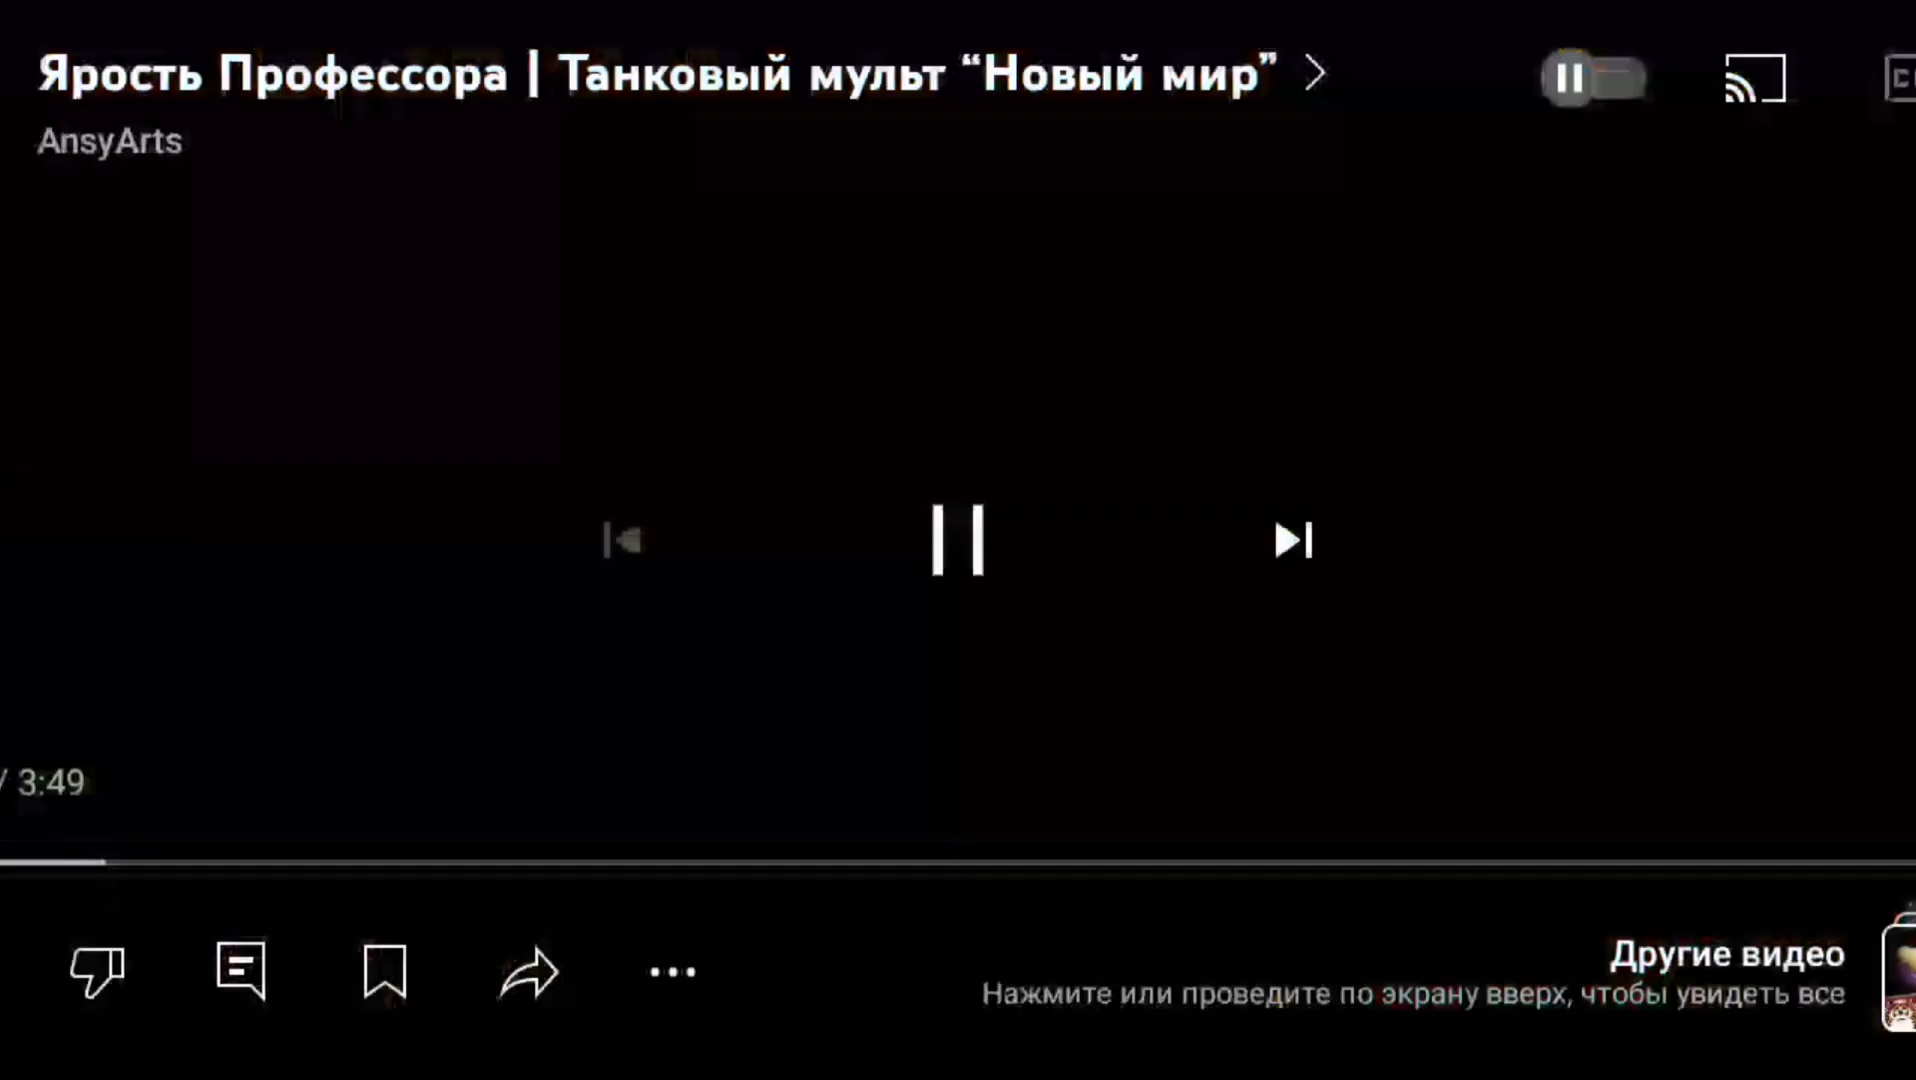 Ярость Профессора | Танковый мульт “Новый мир”
AnsyArts
/ 3:49
Другие видео
Нажмите или проведите по экрану вверх, чтобы увидеть все